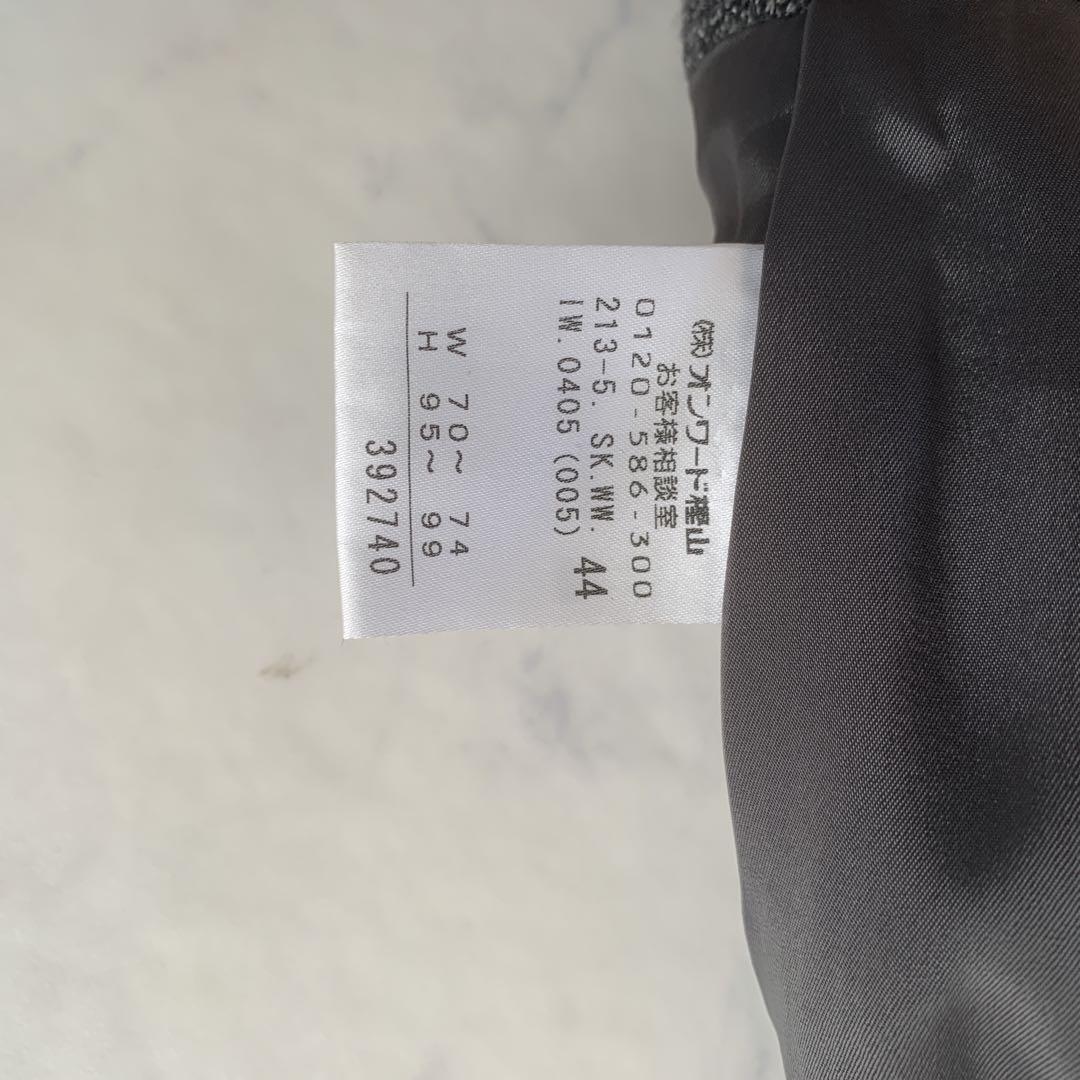 (株)オンワード樫山
お客様相談室
0120-586-300
213-5. SK.WW. 44
IW.0405(005)
W 70～ 74
H 95～ 99
392740